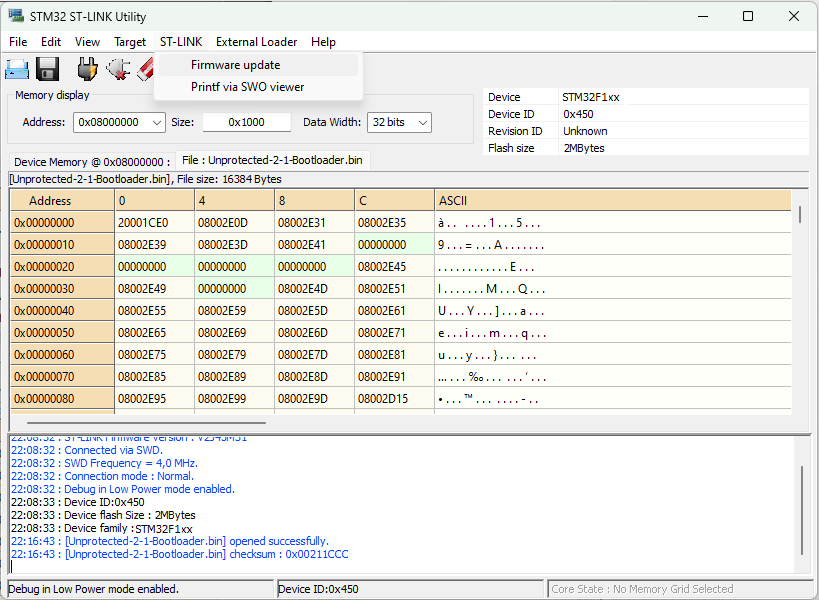 STM32 ST-LINK Utility
File Edit View Target ST-LINK External Loader Help
Firmware update
Printf via SWO viewer
Memory display
Address: 0x08000000 Size: 0x1000 Data Width: 32 bits
Device STM32F1xx
Device ID 0x450
Revision ID Unknown
Flash size 2MBytes
Device Memory @ 0x08000000 : File : Unprotected-2-1-Bootloader.bin
[Unprotected-2-1-Bootloader.bin], File size: 16384 Bytes
Address 0 4 8 C ASCII
0x00000000 20001CE0 08002E0D 08002E31 08002E35 à.. ....1...5...
0x00000010 08002E39 08002E3D 08002E41 00000000 9...=...A.......
0x00000020 00000000 00000000 00000000 08002E45 ............E...
0x00000030 08002E49 00000000 08002E4D 08002E51 I.......M...Q...
0x00000040 08002E55 08002E59 08002E5D 08002E61 U...Y...]...a...
0x00000050 08002E65 08002E69 08002E6D 08002E71 e...i...m...q...
0x00000060 08002E75 08002E79 08002E7D 08002E81 u...y...}... ...
0x00000070 08002E85 08002E89 08002E8D 08002E91 …...‰... ...‘...
0x00000080 08002E95 08002E99 08002E9D 08002D15 •...™... ....-..
22:08:32 : ST-LINK Firmware version : V2J45M31
22:08:32 : Connected via SWD.
22:08:32 : SWD Frequency = 4,0 MHz.
22:08:32 : Connection mode : Normal.
22:08:32 : Debug in Low Power mode enabled.
22:08:33 : Device ID:0x450
22:08:33 : Device flash Size : 2MBytes
22:08:33 : Device family :STM32F1xx
22:16:43 : [Unprotected-2-1-Bootloader.bin] opened successfully.
22:16:43 : [Unprotected-2-1-Bootloader.bin] checksum : 0x00211CCC
Debug in Low Power mode enabled. Device ID:0x450 Core State : No Memory Grid Selected